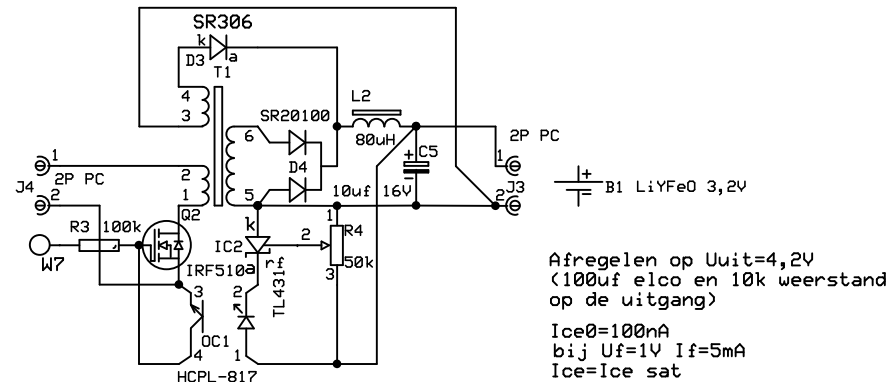 SR306
k
D3
a
T1
4
3
L2
SR20100
6
80uH
2P PC
1
1
2P PC
2
D4
+
C5
J4
2
1
5
10uf 16V
2
J3
+
B1 LiYFeO 3,2V
Q2
R3 100k
k
1
2
R4
IC2
W7
IRF510
a
rf
50k
TL431f
3
3
2
OC1
4
1
HCPL-817
Afregelen op Uuit=4,2V
(100uf elco en 10k weerstand
op de uitgang)
Ice0=100nA
bij Uf=1V If=5mA
Ice=Ice sat